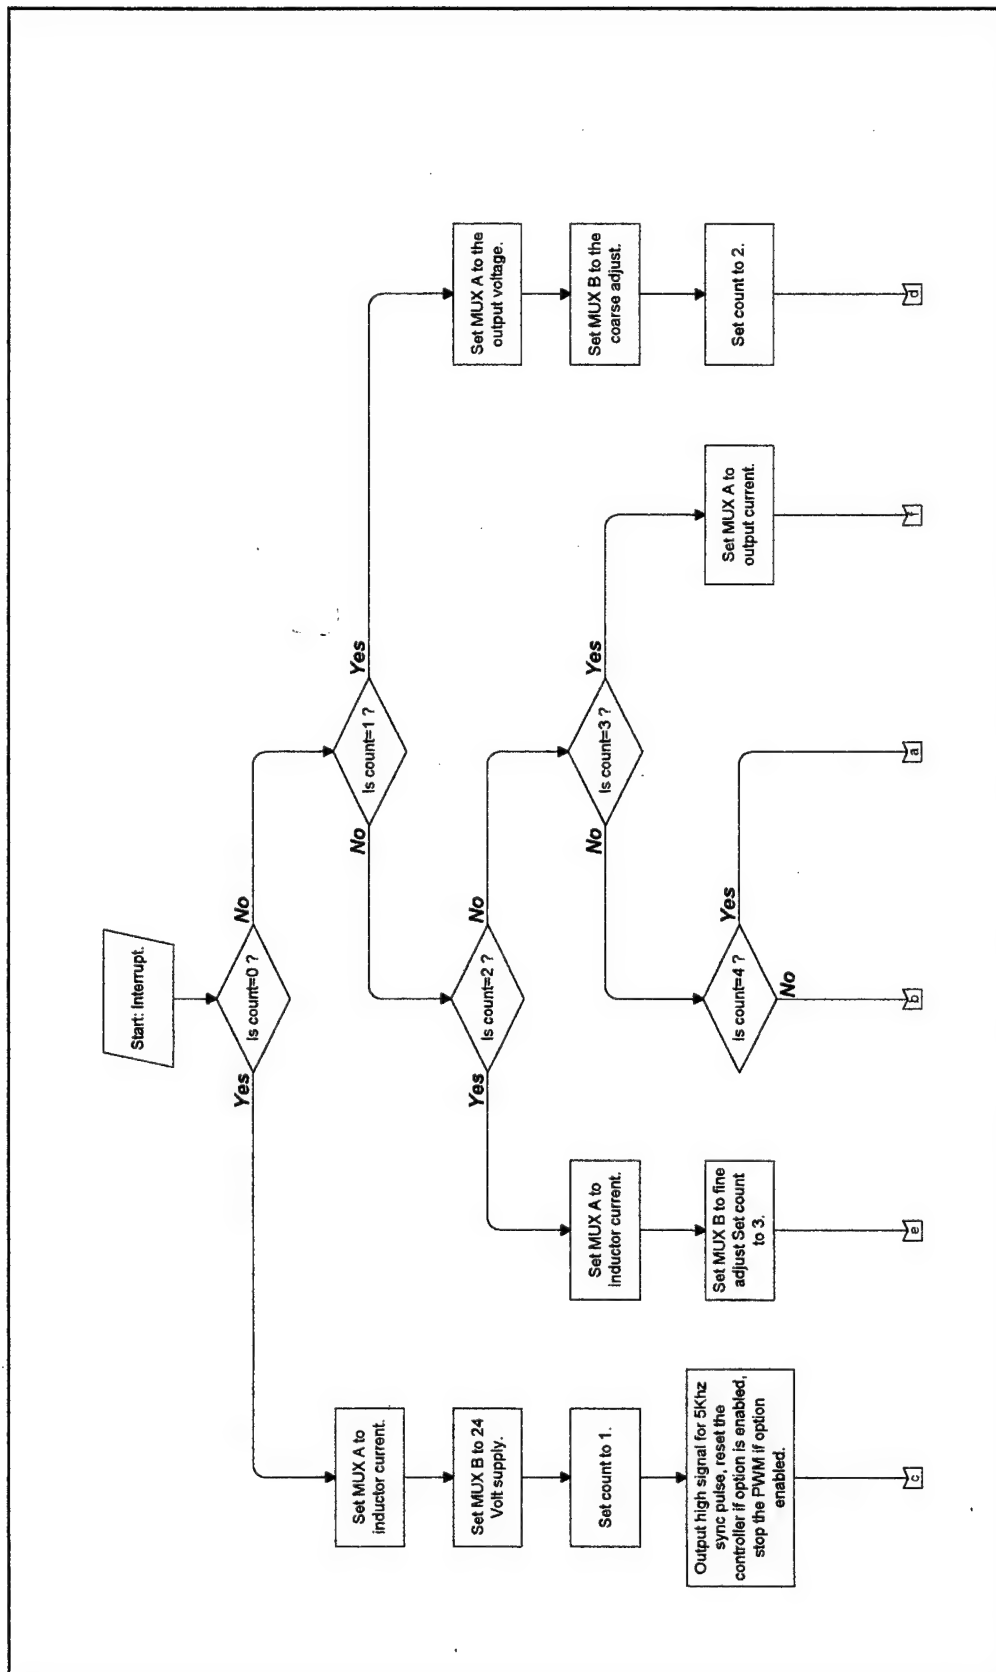 Start: Interrupt.
Is count=0 ?
Yes
No
Is count=1 ?
No
Yes
Is count=2 ?
Yes
No
Is count=3 ?
No
Yes
Is count=4 ?
Yes
No
Set MUX A to
inductor current.
Set MUX B to 24
Volt supply.
Set count to 1.
Output high signal for 5Khz
sync pulse, reset the
controller if option is enabled,
stop the PWM if option
enabled.
Set MUX A to
inductor current.
Set MUX B to fine
adjust Set count
to 3.
Set MUX A to
output current.
Set MUX A to the
output voltage.
Set MUX B to the
coarse adjust.
Set count to 2.
c
e
b
a
f
d